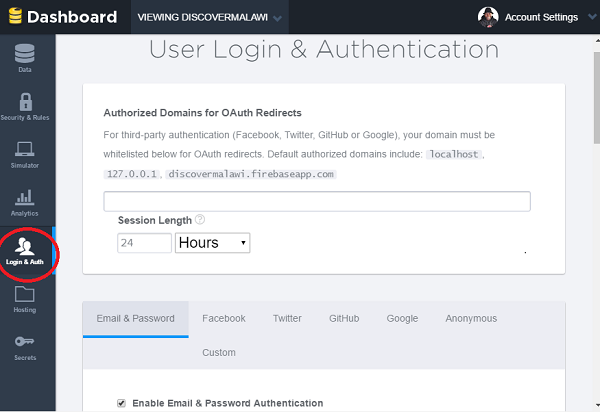 Dashboard
VIEWING DISCOVERMALAWI
Account Settings
Data
Security & Rules
Simulator
Analytics
Login & Auth
Hosting
Secrets
User Login & Authentication
Authorized Domains for OAuth Redirects
For third-party authentication (Facebook, Twitter, GitHub or Google), your domain must be
whitelisted below for OAuth redirects. Default authorized domains include: localhost,
127.0.0.1, discovermalawi.firebaseapp.com
Session Length ?
24 Hours
Email & Password Facebook Twitter GitHub Google Anonymous
Custom
Enable Email & Password Authentication